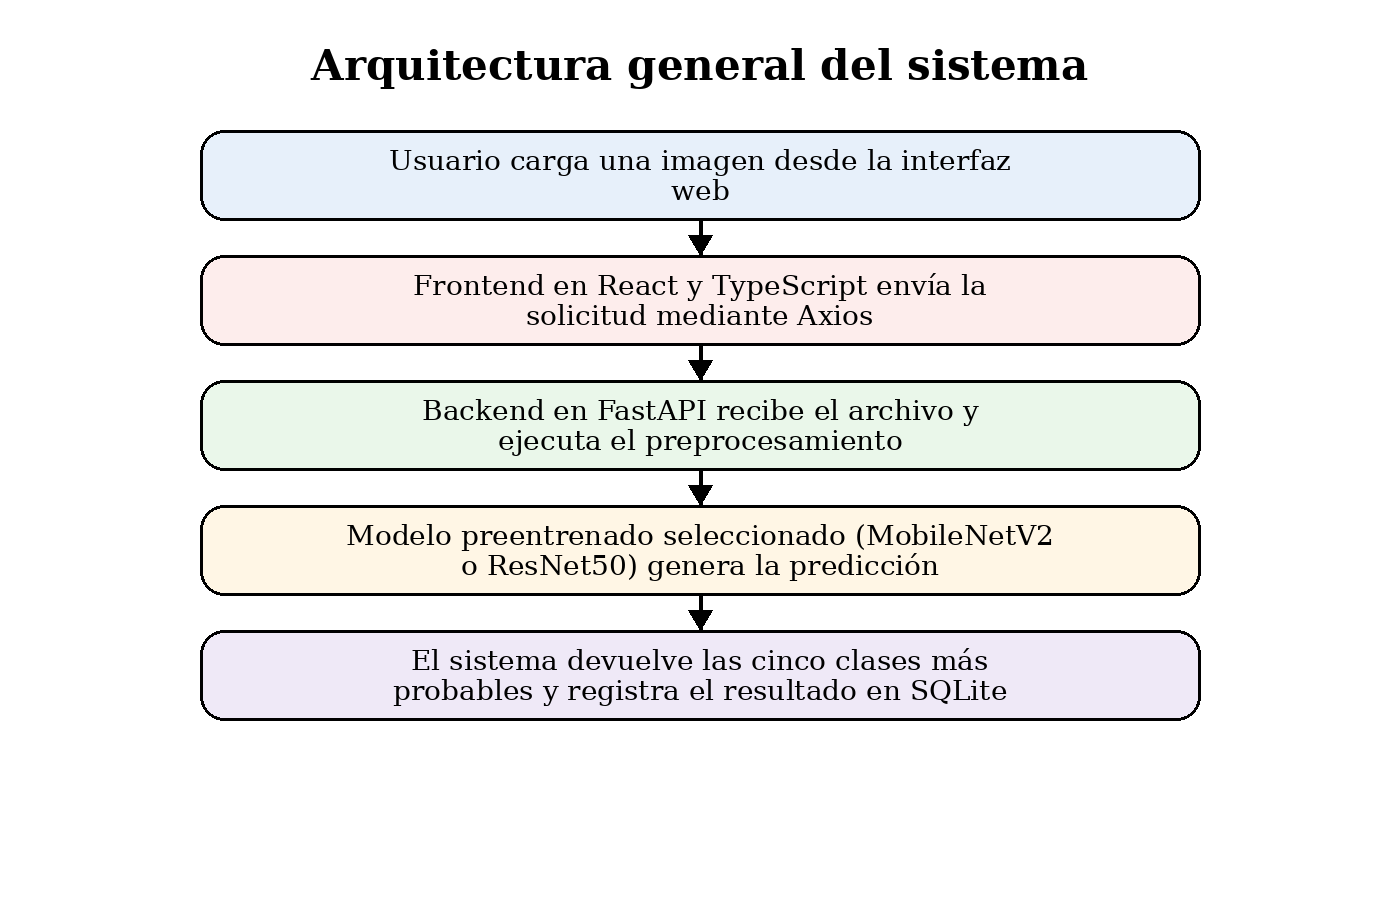 Arquitectura general del sistema
Usuario carga una imagen desde la interfaz
web
Frontend en React y TypeScript envía la
solicitud mediante Axios
Backend en FastAPI recibe el archivo y
ejecuta el preprocesamiento
Modelo preentrenado seleccionado (MobileNetV2
o ResNet50) genera la predicción
El sistema devuelve las cinco clases más
probables y registra el resultado en SQLite